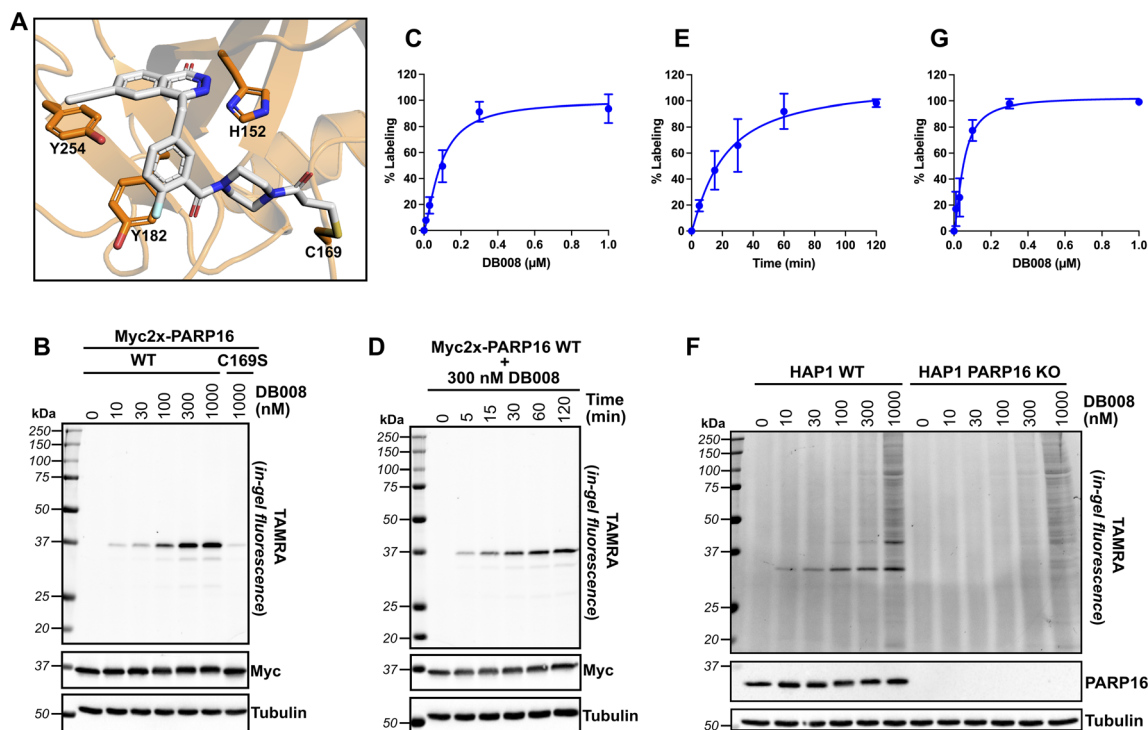 A
Y254
H152
Y182
C169
C
% Labeling
120
100
80
60
40
20
0
0.0 0.2 0.4 0.6 0.8 1.0
DB008 (µM)
E
% Labeling
120
100
80
60
40
20
0
0 30 60 90 120
Time (min)
G
% Labeling
120
100
80
60
40
20
0
0.0 0.2 0.4 0.6 0.8 1.0
DB008 (µM)
B
Myc2x-PARP16
WT C169S
0 10 30 100 300 1000 1000 DB008
(nM)
kDa
250
150
100
75
50
37
25
20
TAMRA
(in-gel fluorescence)
37
Myc
50
Tubulin
D
Myc2x-PARP16 WT
+
300 nM DB008
0 5 15 30 60 120 Time
(min)
kDa
250
150
100
75
50
37
25
20
TAMRA
(in-gel fluorescence)
37
Myc
50
Tubulin
F
HAP1 WT HAP1 PARP16 KO
0 10 30 100 300 1000 0 10 30 100 300 1000 DB008
(nM)
kDa
250
150
100
75
50
37
25
20
TAMRA
(in-gel fluorescence)
37
PARP16
50
Tubulin